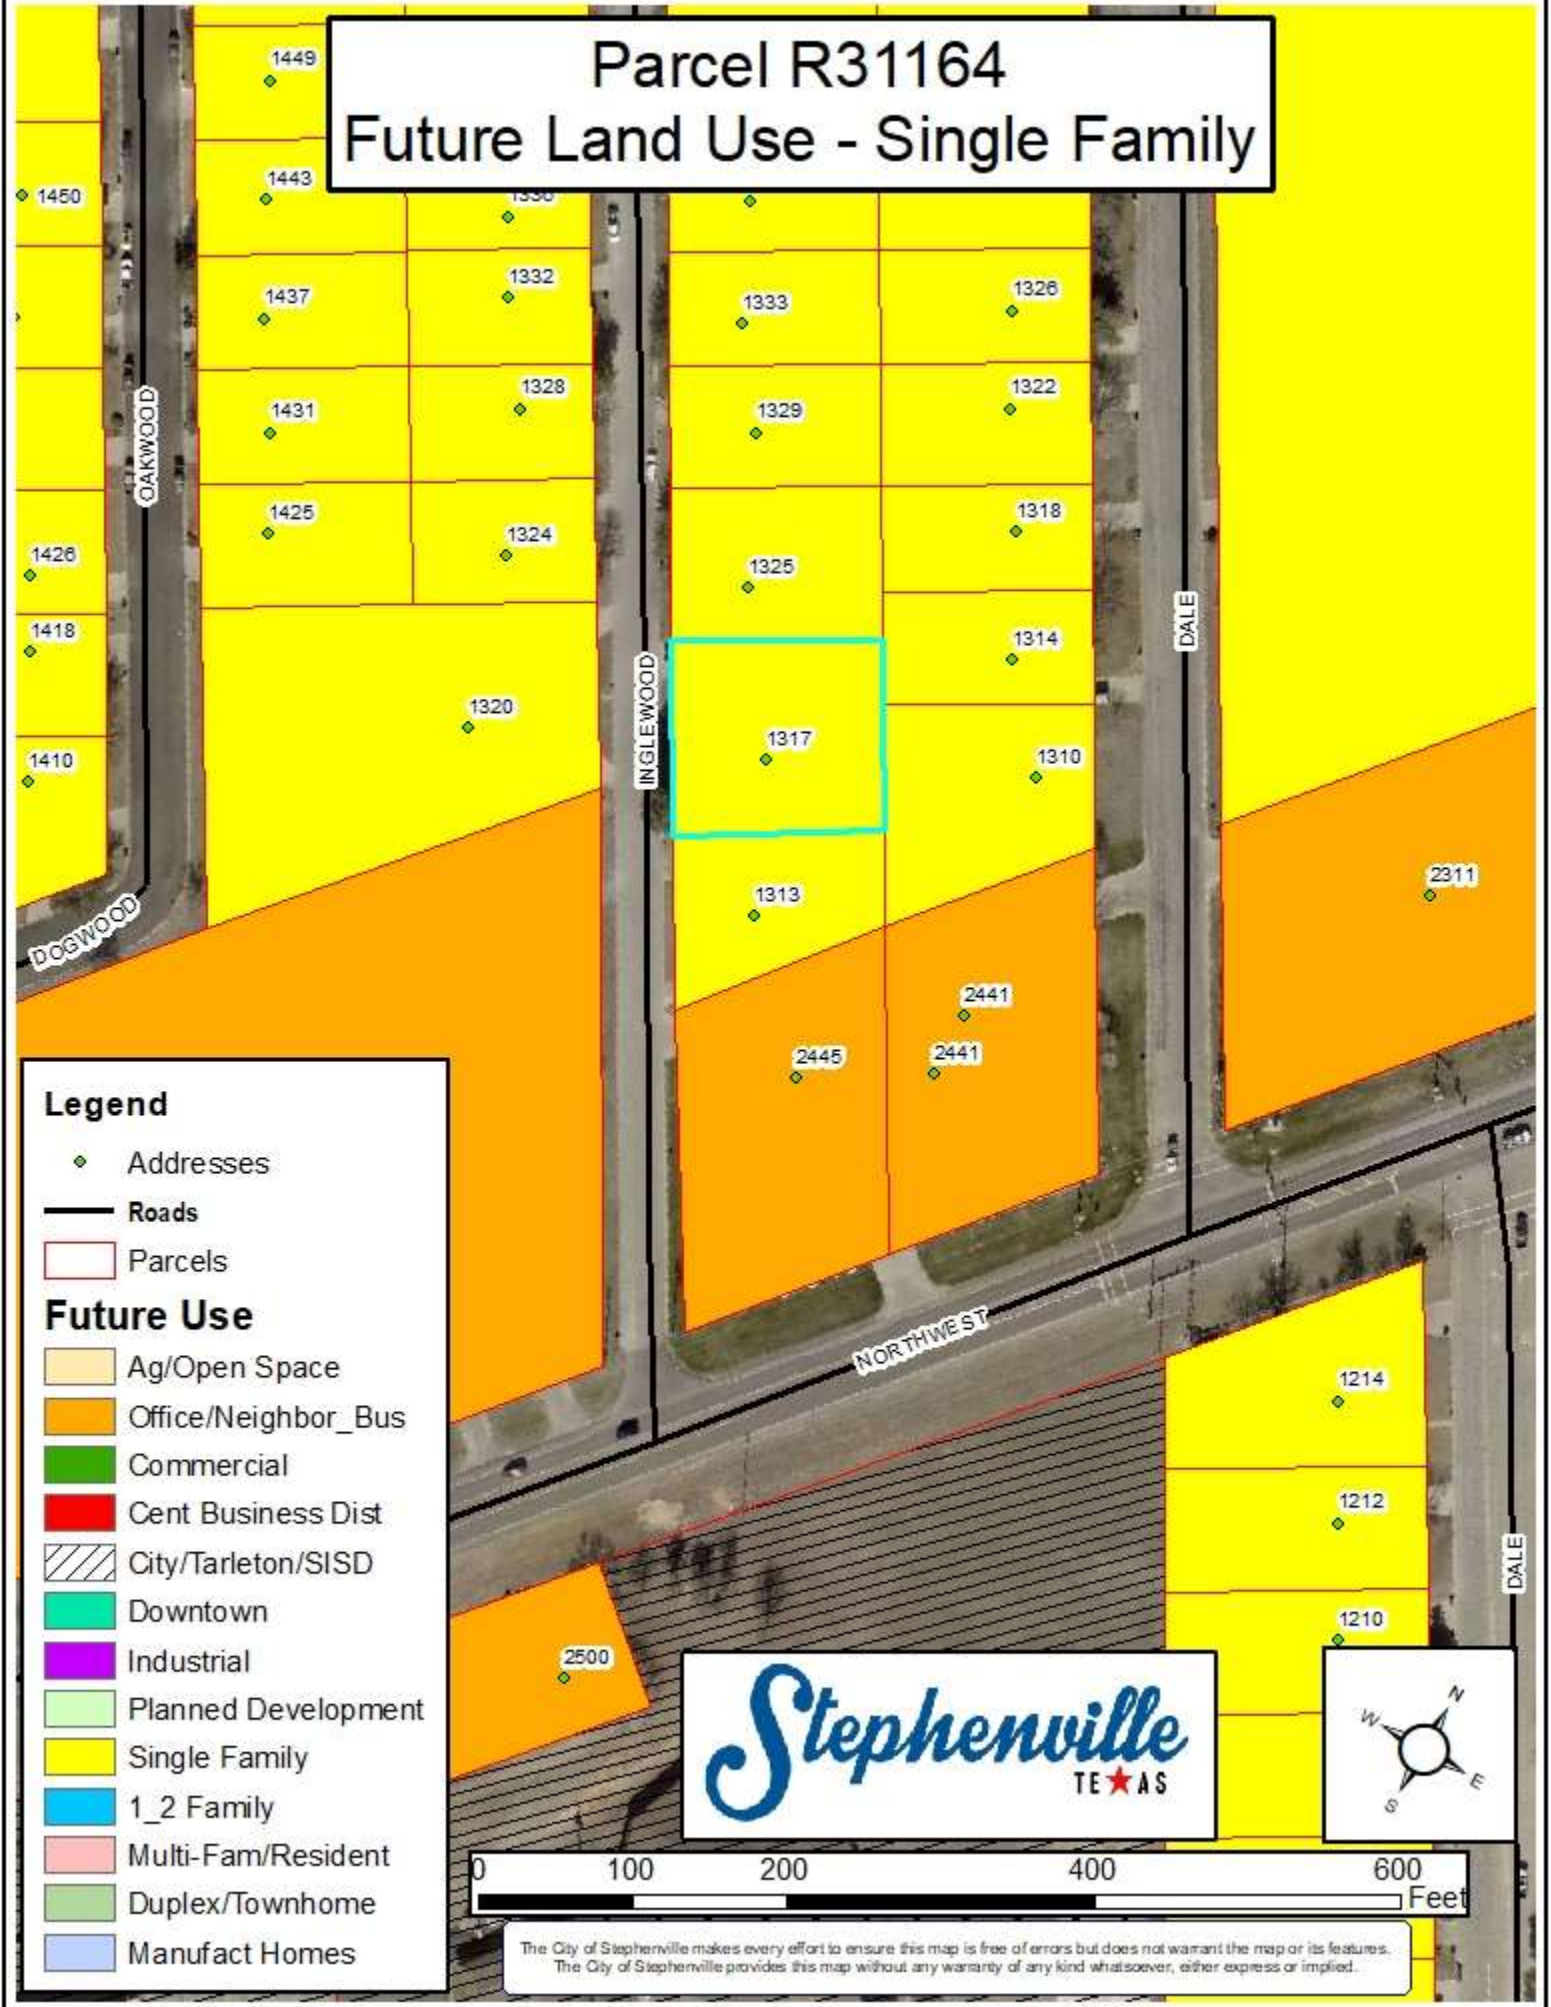 Parcel R31164
Future Land Use - Single Family
1449
1450
1443
1437
1332
1333
1326
1431
1328
1329
1322
OAKWOOD
1425
1324
1325
1318
1426
1418
1314
DALE
1320
INGLEWOOD
1317
1310
1410
1313
2311
DOGWOOD
2441
2445
2441
NORTHWEST
1214
1212
DALE
1210
2500
Legend
Addresses
Roads
Parcels
Future Use
Ag/Open Space
Office/Neighbor_Bus
Commercial
Cent Business Dist
City/Tarleton/SISD
Downtown
Industrial
Planned Development
Single Family
1_2 Family
Multi-Fam/Resident
Duplex/Townhome
Manufact Homes
Stephenville
TEXAS
N
W
E
S
0 100 200 400 600
Feet
The City of Stephenville makes every effort to ensure this map is free of errors but does not warrant the map or its features.
The City of Stephenville provides this map without any warranty of any kind whatsoever, either express or implied.